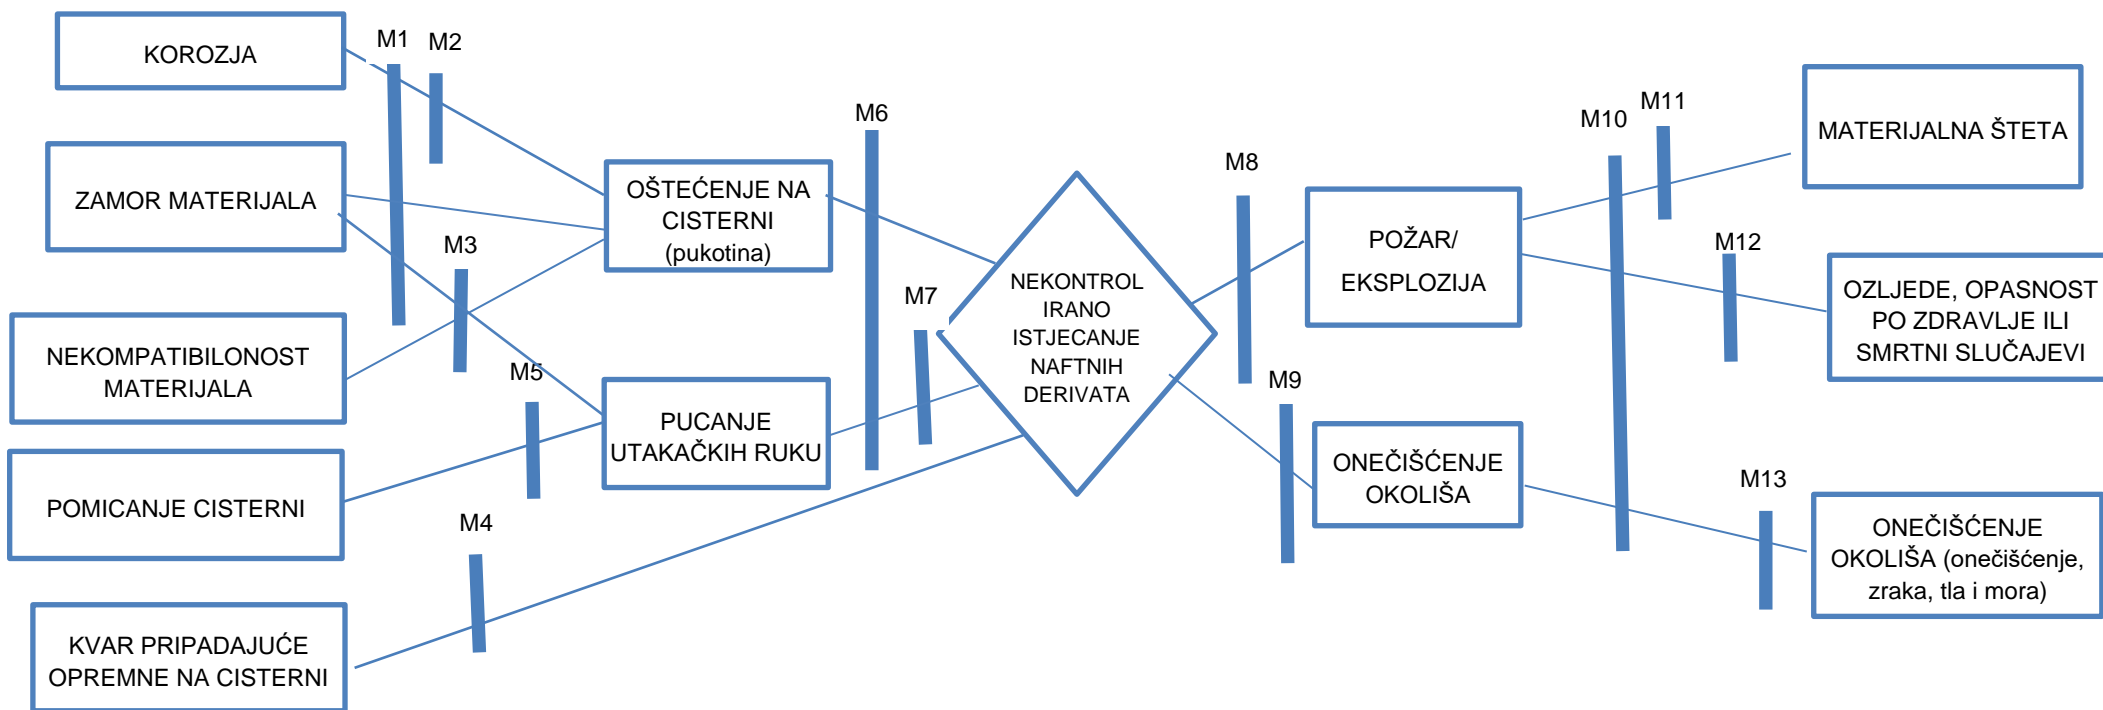 KOROZJA
ZAMOR MATERIJALA
NEKOMPATIBILONOST
MATERIJALA
POMICANJE CISTERNI
KVAR PRIPADAJUĆE
OPREMNE NA CISTERNI
M1
M2
M3
M5
M4
OŠTEĆENJE NA
CISTERNI
(pukotina)
PUCANJE
UTAKAČKIH RUKU
M6
M7
NEKONTROL
IRANO
ISTJECANJE
NAFTNIH
DERIVATA
M8
M9
POŽAR/
EKSPLOZIJA
ONEČIŠĆENJE
OKOLIŠA
M10
M11
M12
M13
MATERIJALNA ŠTETA
OZLJEDE, OPASNOST
PO ZDRAVLJE ILI
SMRTNI SLUČAJEVI
ONEČIŠĆENJE
OKOLIŠA (onečišćenje,
zraka, tla i mora)